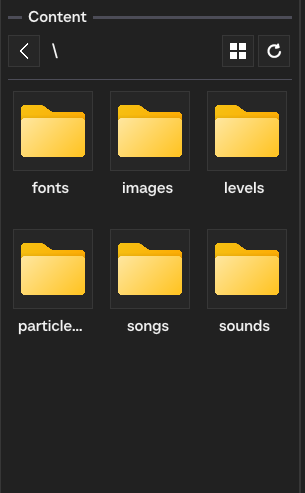 Content
\
fonts
images
levels
particle...
songs
sounds